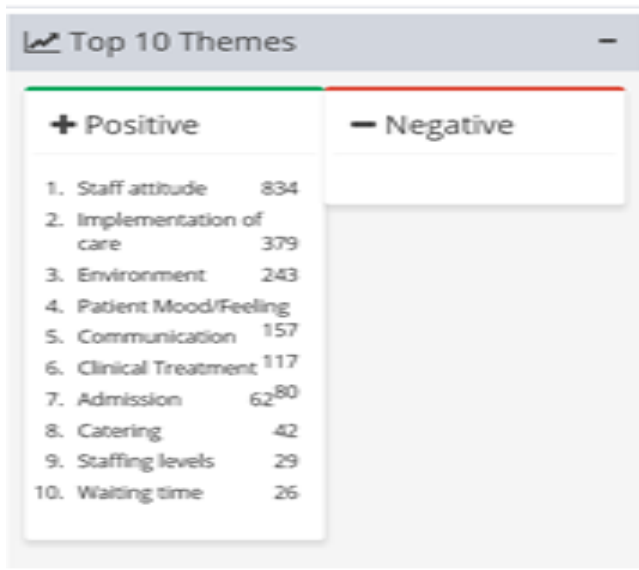 Top 10 Themes
Positive
1. Staff attitude 834
2. Implementation of
care 379
3. Environment 243
4. Patient Mood/Feeling
157
5. Communication
117
6. Clinical Treatment
80
7. Admission 62
8. Catering 42
9. Staffing levels 29
10. Waiting time 26
Negative